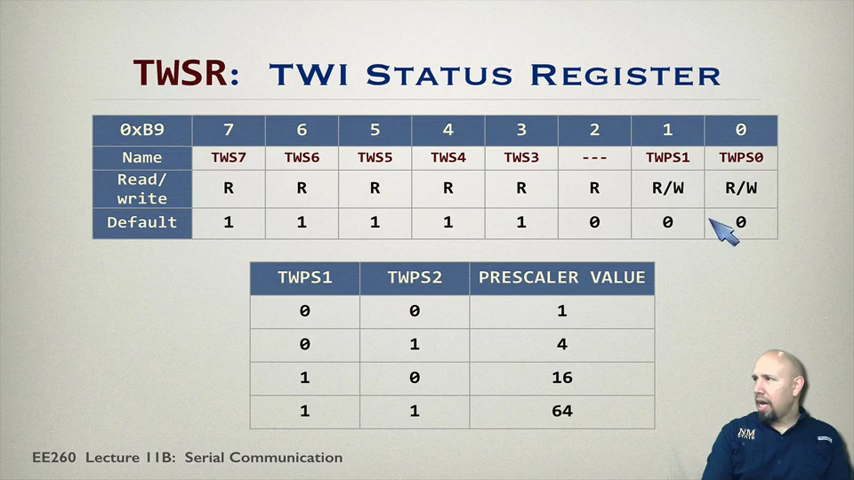 TWSR: TWI Status Register
0xB9 7 6 5 4 3 2 1 0
Name TWS7 TWS6 TWS5 TWS4 TWS3 --- TWPS1 TWPS0
Read/
write R R R R R R R/W R/W
Default 1 1 1 1 1 0 0 0
TWPS1 TWPS2 PRESCALER VALUE
0 0 1
0 1 4
1 0 16
1 1 64
NM
STATE
EE260 Lecture 11B: Serial Communication